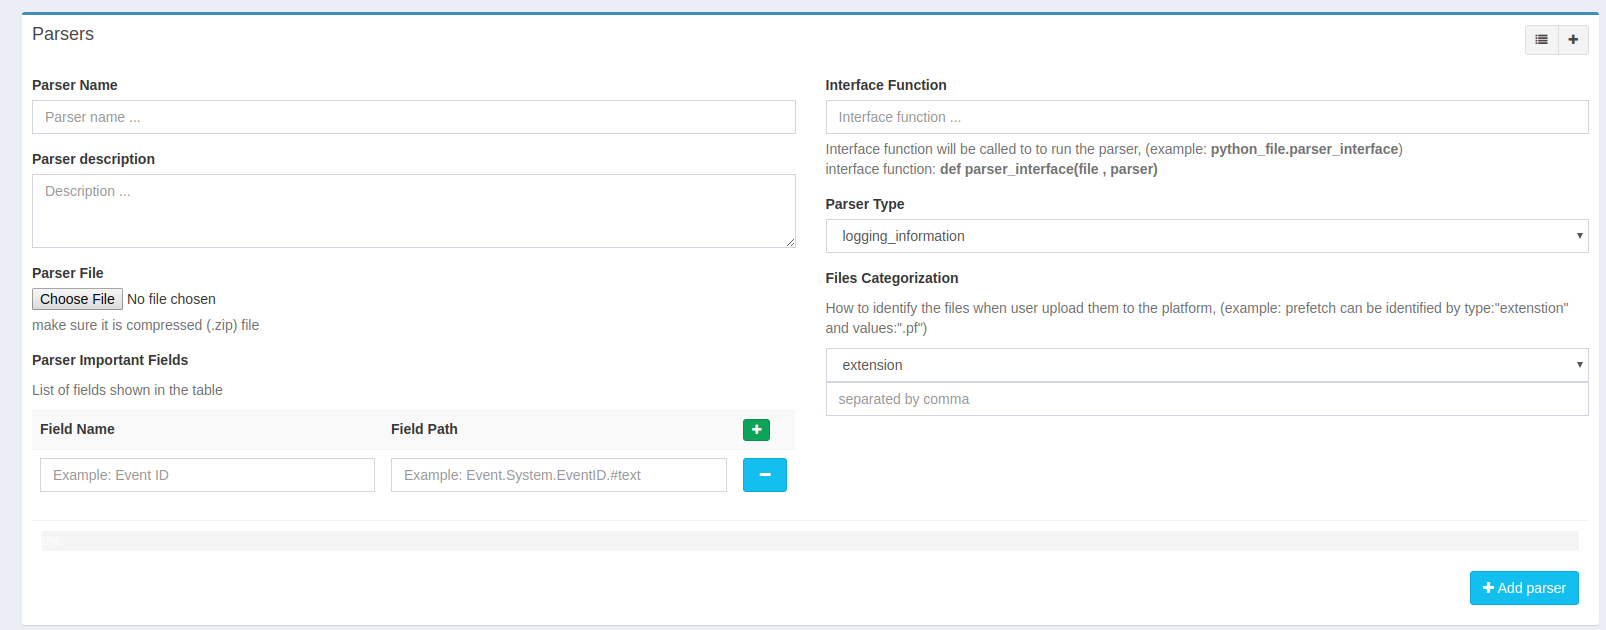 Parsers
Parser Name
Parser name ...
Parser description
Description ...
Parser File
Choose File No file chosen
make sure it is compressed (.zip) file
Parser Important Fields
List of fields shown in the table
Field Name Field Path
Example: Event ID Example: Event.System.EventID.#text
Interface Function
Interface function ...
Interface function will be called to to run the parser, (example: python_file.parser_interface)
interface function: def parser_interface(file , parser)
Parser Type
logging_information
Files Categorization
How to identify the files when user upload them to the platform, (example: prefetch can be identified by type:"extenstion"
and values:".pf")
extension
separated by comma
0%
Add parser